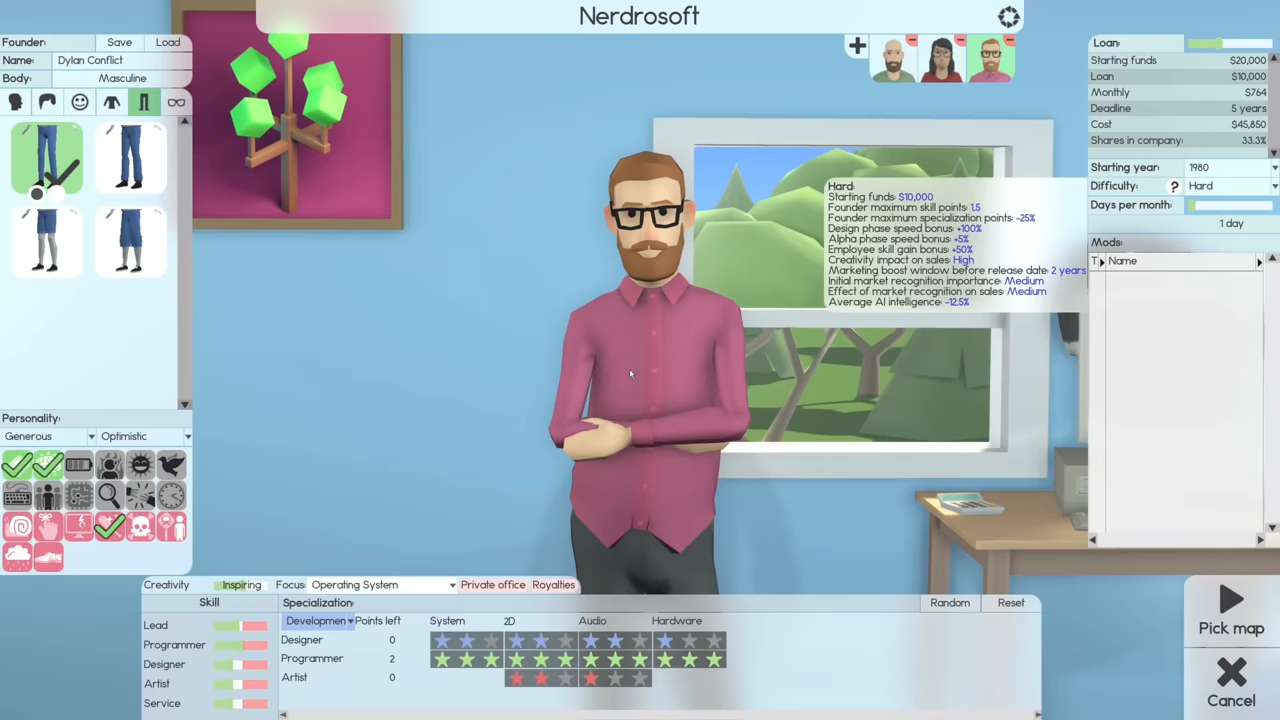 Nerdrosoft
Founder:
Save
Load
Name:
Dylan Conflict
Body:
Masculine
Personality:
Generous
Optimistic
Loan:
Starting funds $20,000
Loan $10,000
Monthly $764
Deadline 5 years
Cost $45,850
Shares in company: 33.3%
Starting year: 1980
Difficulty: ? Hard
Days per month:
1 day
Mods:
T Name
Hard:
Starting funds: $10,000
Founder maximum skill points: 1.5
Founder maximum specialization points: -25%
Design phase speed bonus: +100%
Alpha phase speed bonus: +5%
Employee skill gain bonus: +50%
Creativity impact on sales: High
Marketing boost window before release date: 2 years
Initial market recognition importance: Medium
Effect of market recognition on sales: Medium
Average AI intelligence: -12.5%
Creativity Inspiring Focus: Operating System Private office Royalties
Skill
Lead
Programmer
Designer
Artist
Service
Specialization:
Random
Reset
Developmen Points left System 2D Audio Hardware
Designer 0
Programmer 2
Artist 0
Pick map
Cancel